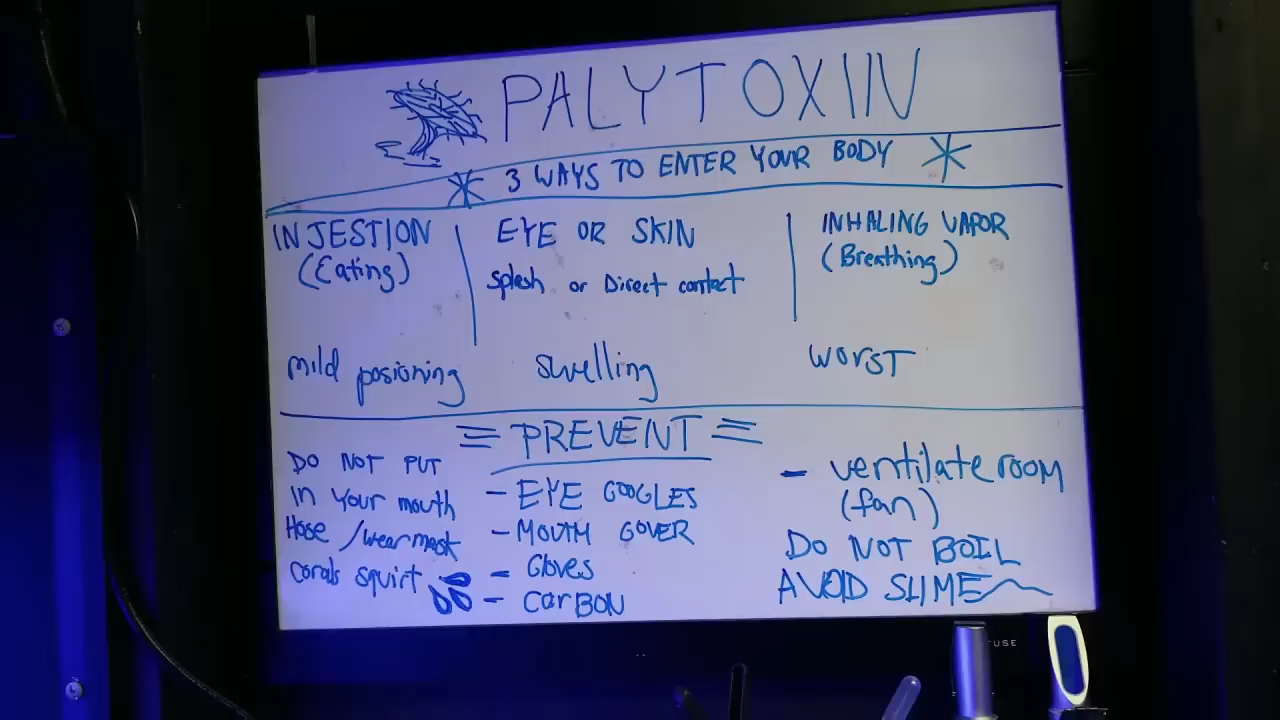 PALYTOXIN
3 WAYS TO ENTER YOUR BODY
INJESTION
(Eating)
mild posioning
EYE OR SKIN
splesh or Direct contact
swelling
INHALING VAPOR
(Breathing)
WORST
PREVENT
DO NOT PUT
in Your mouth
Hose /wear mask
corals squirt
- EYE GOOGLES
- MOUTH COVER
- Gloves
- CarBON
- ventilate room
(fan)
DO NOT BOIL
AVOID SLIME